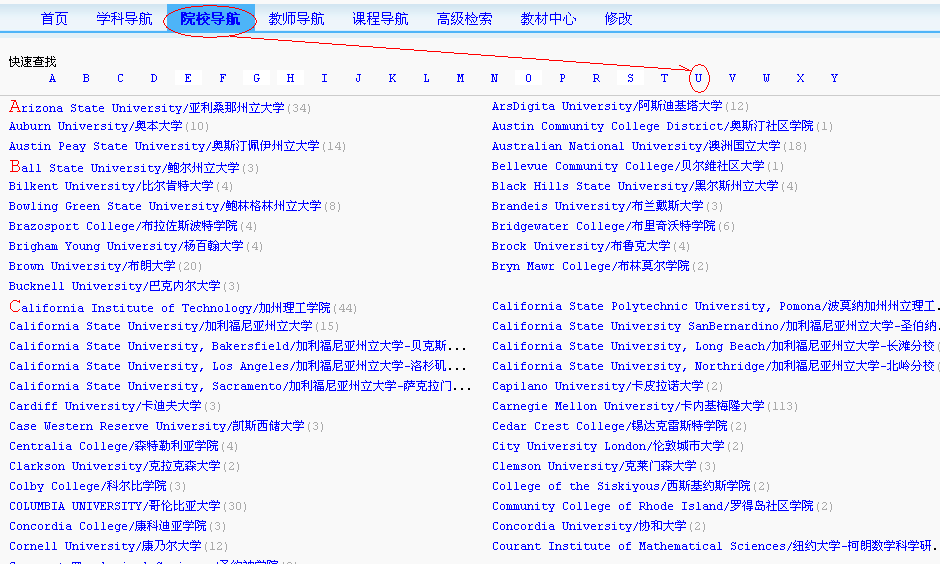 首页 学科导航 院校导航 教师导航 课程导航 高级检索 教材中心 修改
快速查找
A B C D E F G H I J K L M N O P R S T U V W X Y
Arizona State University/亚利桑那州立大学(34) ArsDigita University/阿斯迪基塔大学(12)
Auburn University/奥本大学(10) Austin Community College District/奥斯汀社区学院(1)
Austin Peay State University/奥斯汀佩伊州立大学(14) Australian National University/澳洲国立大学(18)
Ball State University/鲍尔州立大学(3) Bellevue Community College/贝尔维社区大学(1)
Bilkent University/比尔肯特大学(4) Black Hills State University/黑尔斯州立大学(4)
Bowling Green State University/鲍林格林州立大学(8) Brandeis University/布兰戴斯大学(3)
Brazosport College/布拉佐斯波特学院(4) Bridgewater College/布里奇沃特学院(6)
Brigham Young University/杨百翰大学(4) Brock University/布鲁克大学(4)
Brown University/布朗大学(20) Bryn Mawr College/布林莫尔学院(2)
Bucknell University/巴克内尔大学(3)
California Institute of Technology/加州理工学院(44) California State Polytechnic University, Pomona/波莫纳加州州立理工.
California State University/加利福尼亚州立大学(15) California State University SanBernardino/加利福尼亚州立大学-圣伯纳.
California State University, Bakersfield/加利福尼亚州立大学-贝克斯... California State University, Long Beach/加利福尼亚州立大学-长滩分校(
California State University, Los Angeles/加利福尼亚州立大学-洛杉矶... California State University, Northridge/加利福尼亚州立大学-北岭分校(
California State University, Sacramento/加利福尼亚州立大学-萨克拉门... Capilano University/卡皮拉诺大学(2)
Cardiff University/卡迪夫大学(3) Carnegie Mellon University/卡内基梅隆大学(113)
Case Western Reserve University/凯斯西储大学(3) Cedar Crest College/锡达克雷斯特学院(2)
Centralia College/森特勒利亚学院(4) City University London/伦敦城市大学(2)
Clarkson University/克拉克森大学(2) Clemson University/克莱门森大学(3)
Colby College/科尔比学院(3) College of the Siskiyous/西斯基约斯学院(2)
COLUMBIA UNIVERSITY/哥伦比亚大学(30) Community College of Rhode Island/罗得岛社区学院(2)
Concordia College/康科迪亚学院(3) Concordia University/协和大学(2)
Cornell University/康乃尔大学(12) Courant Institute of Mathematical Sciences/纽约大学-柯朗数学科学研.